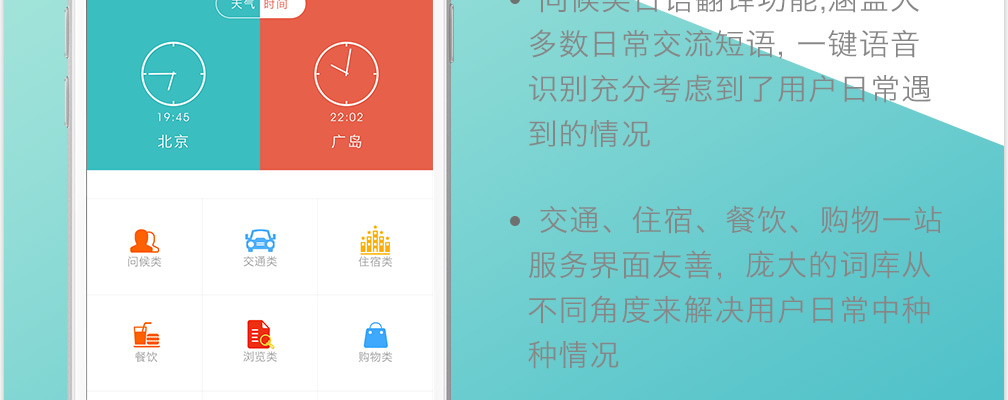 天气 时间
19:45
22:02
北京
广岛
问候类
交通类
住宿类
餐饮
浏览类
购物类
问候类日语翻译功能,涵盖大
多数日常交流短语，一键语音
识别充分考虑到了用户日常遇
到的情况
交通、住宿、餐饮、购物一站
服务界面友善，庞大的词库从
不同角度来解决用户日常中种
种情况